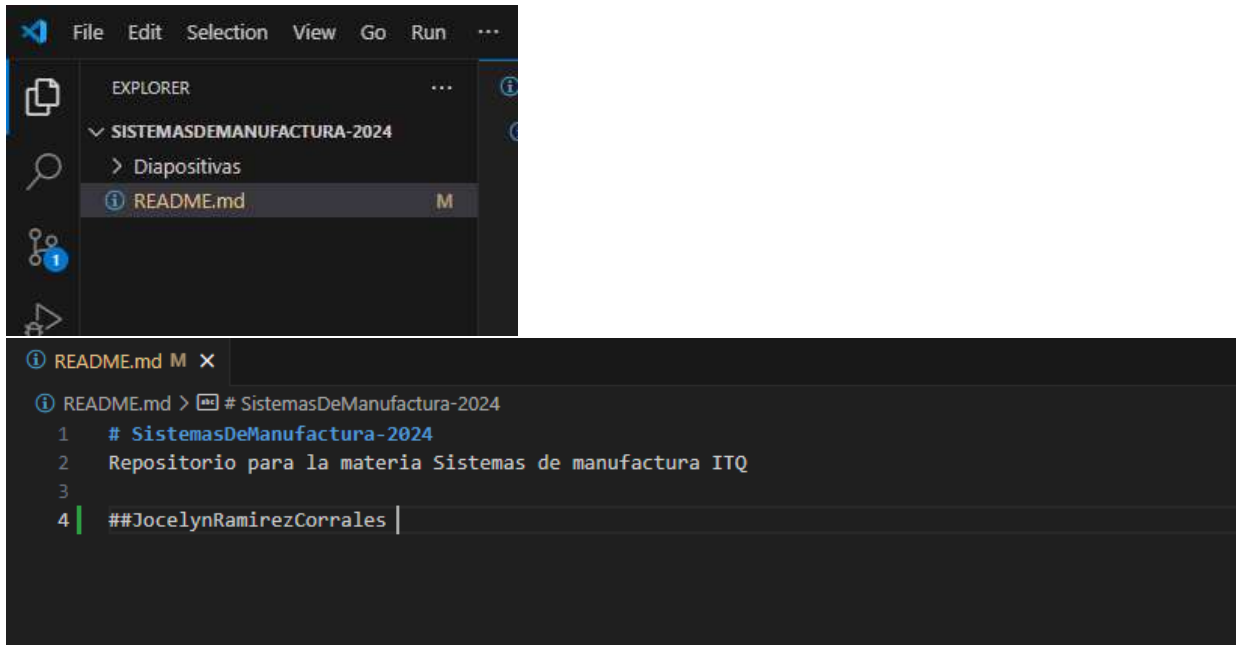 File Edit Selection View Go Run ...
EXPLORER ...
SISTEMASDEMANUFACTURA-2024
Diapositivas
README.md M
1
README.md M
README.md > abc # SistemasDeManufactura-2024
1 # SistemasDeManufactura-2024
2 Repositorio para la materia Sistemas de manufactura ITQ
3
4 ##JocelynRamirezCorrales